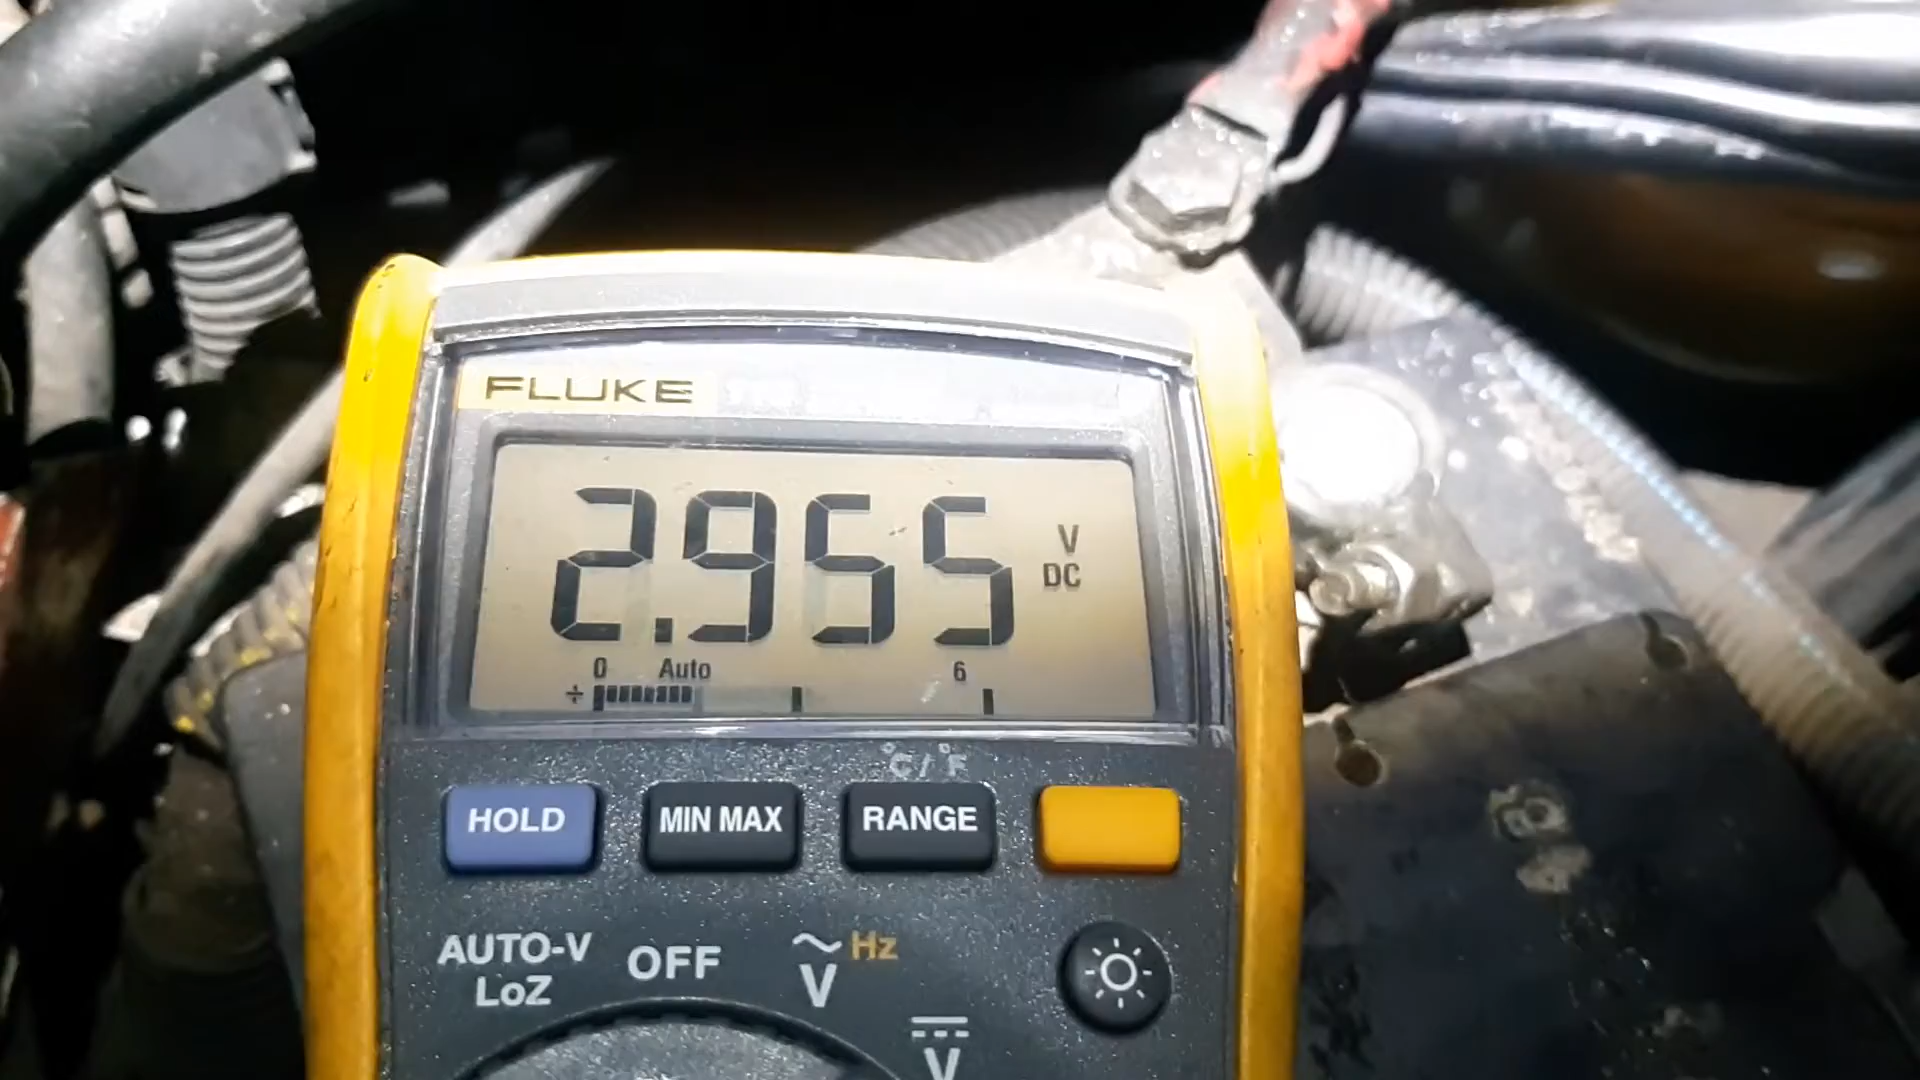 FLUKE
2.955 V DC
0 Auto 6
°C/°F
HOLD MIN MAX RANGE
AUTO-V LoZ
OFF
Hz
V
V